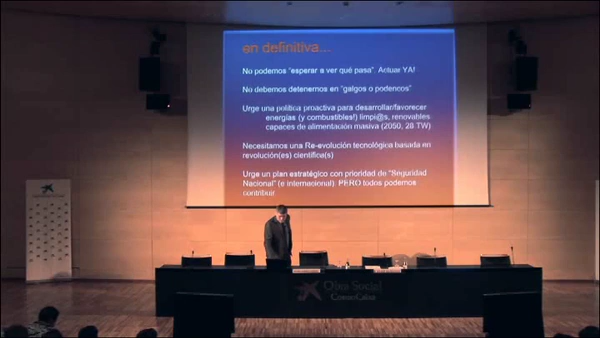 en definitiva...
No podemos "esperar a ver qué pasa". Actuar YA!
No debemos detenernos en "galgos o podencos"
Urge una política proactiva para desarrollar/favorecer
energías (y combustibles!) limpi@s, renovables
capaces de alimentación masiva (2050, 28 TW)
Necesitamos una Re-evolución tecnológica basada en
revolución(es) científica(s)
Urge un plan estratégico con prioridad de "Seguridad
Nacional" (e internacional). PERO todos podemos
contribuir
Obra Social